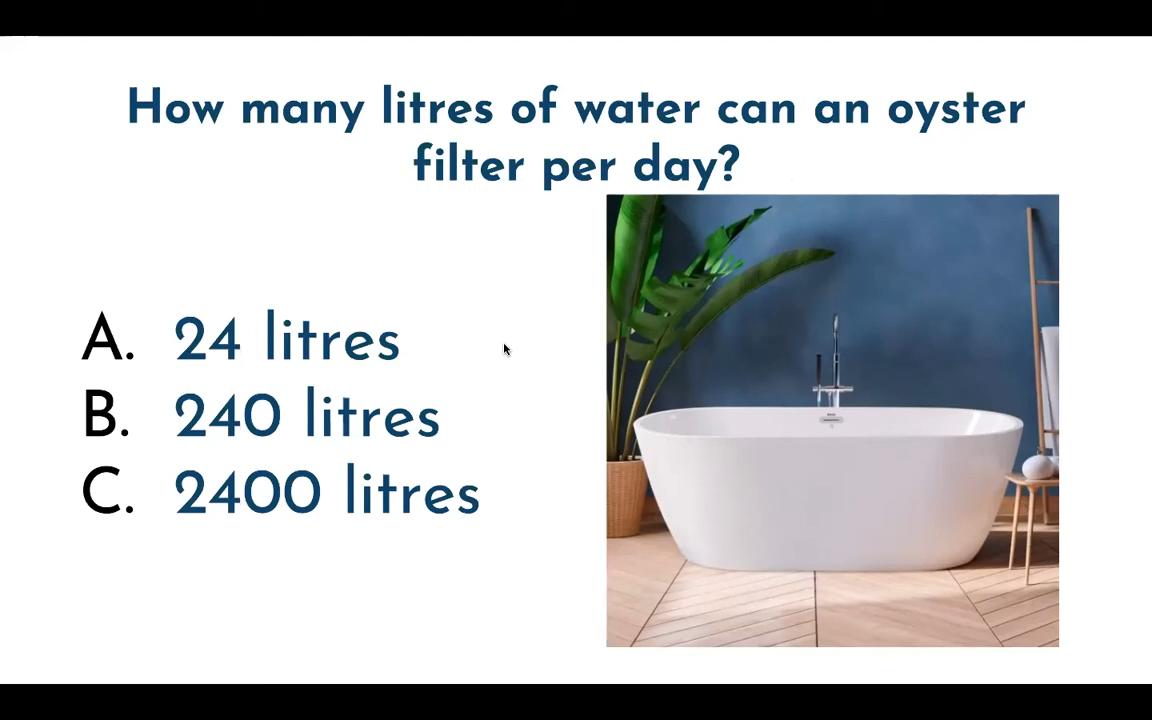 How many litres of water can an oyster
filter per day?
A. 24 litres
B. 240 litres
C. 2400 litres